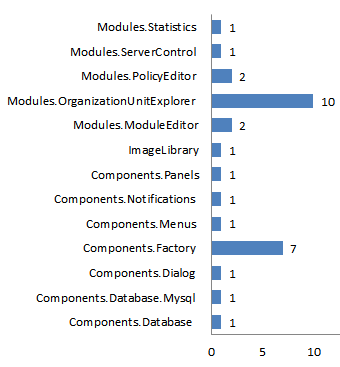 Modules.Statistics 1
Modules.ServerControl 1
Modules.PolicyEditor 2
Modules.OrganizationUnitExplorer 10
Modules.ModuleEditor 2
ImageLibrary 1
Components.Panels 1
Components.Notifications 1
Components.Menus 1
Components.Factory 7
Components.Dialog 1
Components.Database.Mysql 1
Components.Database 1
0 5 10